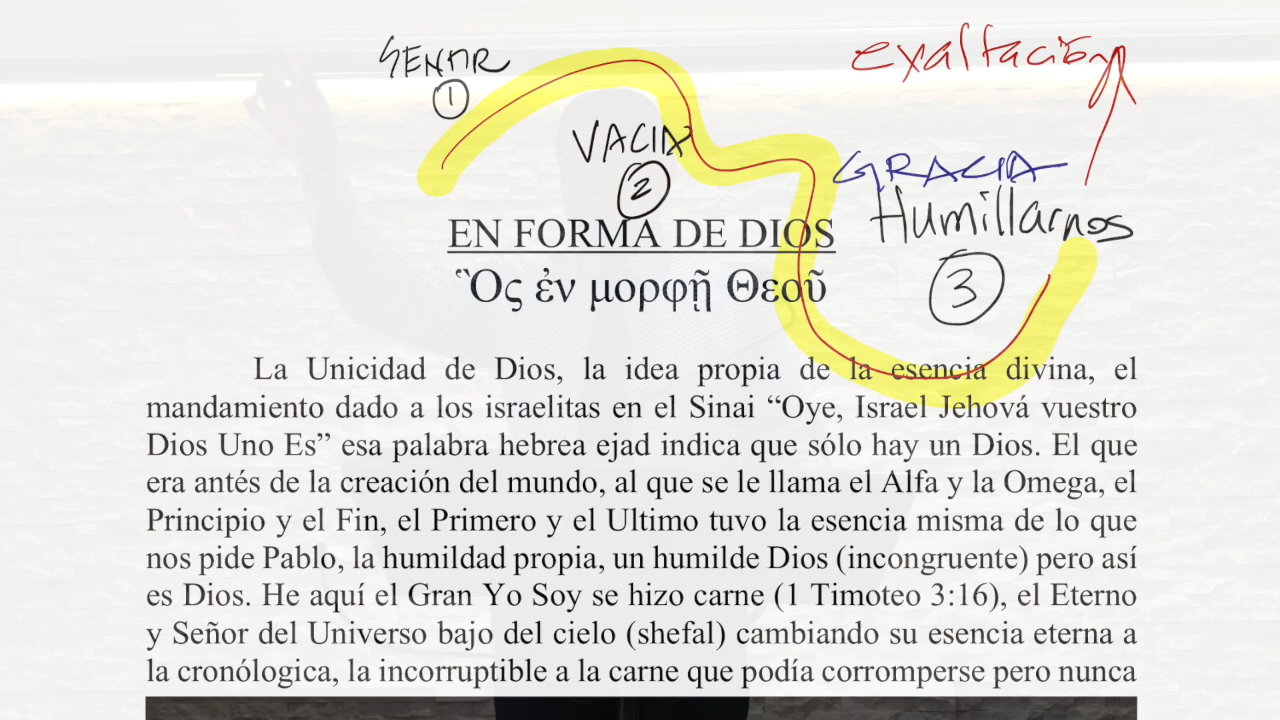 SEÑOR
1
exaltación
VACIA
2
GRACIA
Humillarnos
3
EN FORMA DE DIOS
Ὃς ἐν μορφῇ Θεοῦ
La Unicidad de Dios, la idea propia de la esencia divina, el
mandamiento dado a los israelitas en el Sinai “Oye, Israel Jehová vuestro
Dios Uno Es” esa palabra hebrea ejad indica que sólo hay un Dios. El que
era antés de la creación del mundo, al que se le llama el Alfa y la Omega, el
Principio y el Fin, el Primero y el Ultimo tuvo la esencia misma de lo que
nos pide Pablo, la humildad propia, un humilde Dios (incongruente) pero así
es Dios. He aquí el Gran Yo Soy se hizo carne (1 Timoteo 3:16), el Eterno
y Señor del Universo bajo del cielo (shefal) cambiando su esencia eterna a
la cronólogica, la incorruptible a la carne que podía corromperse pero nunca